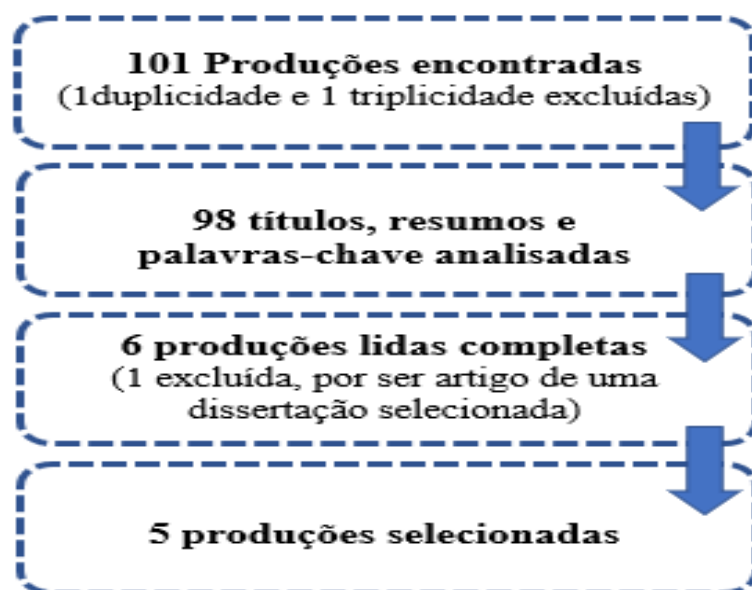 101 Produções encontradas
(1duplicidade e 1 triplicidade excluídas)
98 títulos, resumos e
palavras-chave analisadas
6 produções lidas completas
(1 excluída, por ser artigo de uma
dissertação selecionada)
5 produções selecionadas